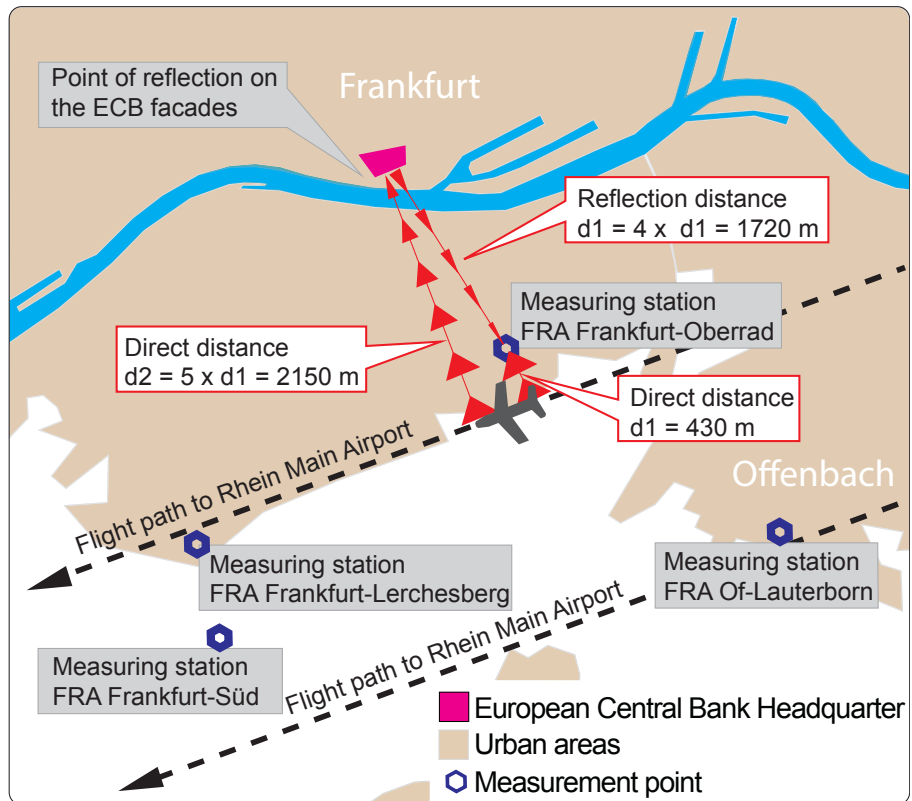 Point of reflection on
the ECB facades
Frankfurt
Reflection distance
d1 = 4 x  d1 = 1720 m
Measuring station
FRA Frankfurt-Oberrad
Direct distance
d2 = 5 x d1 = 2150 m
Direct distance
d1 = 430 m
Offenbach
Flight path to Rhein Main Airport
Measuring station
FRA Frankfurt-Lerchesberg
Measuring station
FRA Of-Lauterborn
Measuring station
FRA Frankfurt-Süd
Flight path to Rhein Main Airport
European Central Bank Headquarter
Urban areas
Measurement point